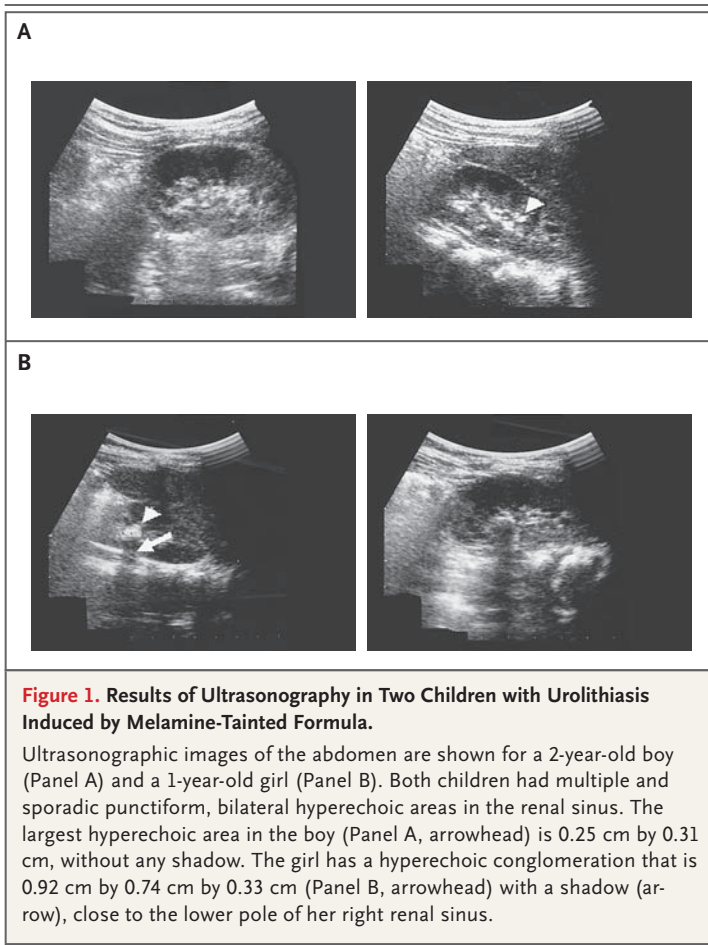 A
B
Figure 1. Results of Ultrasonography in Two Children with Urolithiasis
Induced by Melamine-Tainted Formula.
Ultrasonographic images of the abdomen are shown for a 2-year-old boy
(Panel A) and a 1-year-old girl (Panel B). Both children had multiple and
sporadic punctiform, bilateral hyperechoic areas in the renal sinus. The
largest hyperechoic area in the boy (Panel A, arrowhead) is 0.25 cm by 0.31
cm, without any shadow. The girl has a hyperechoic conglomeration that is
0.92 cm by 0.74 cm by 0.33 cm (Panel B, arrowhead) with a shadow (ar-
row), close to the lower pole of her right renal sinus.